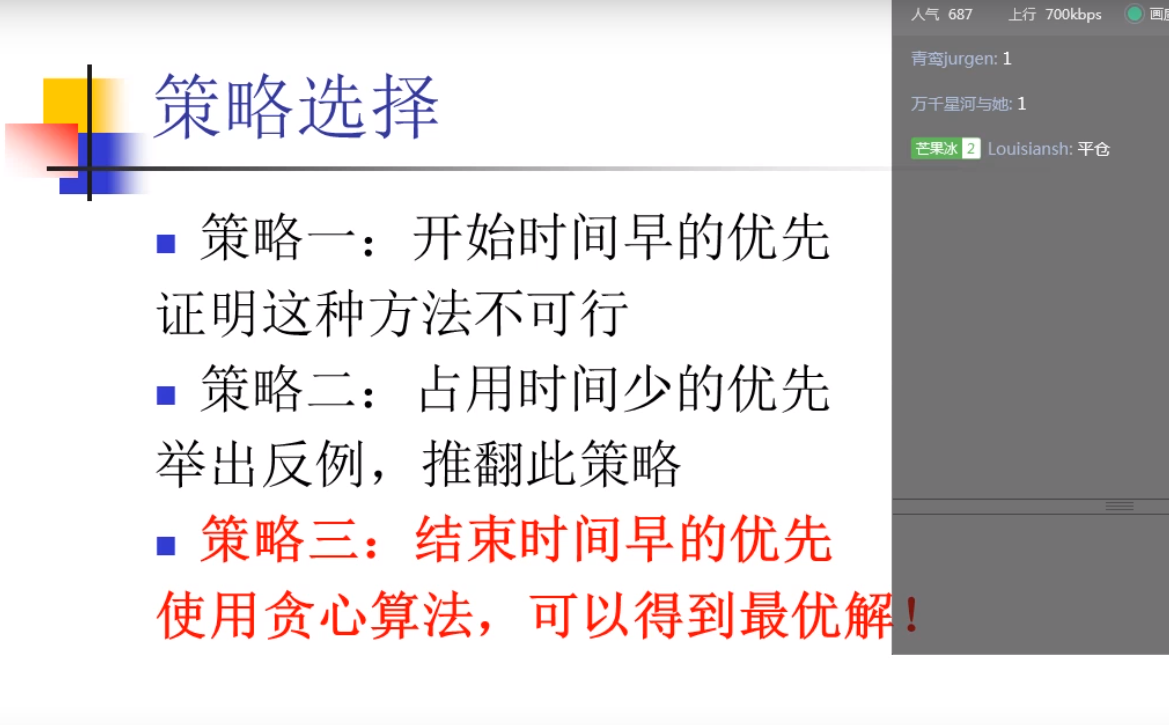 策略选择
策略一：开始时间早的优先
证明这种方法不可行
策略二：占用时间少的优先
举出反例，推翻此策略
策略三：结束时间早的优先
使用贪心算法，可以得到最优解！
人气 687 上行 700kbps 画
青鸾jurgen: 1
万千星河与她: 1
芒果冰 2 Louisiansh: 平仓